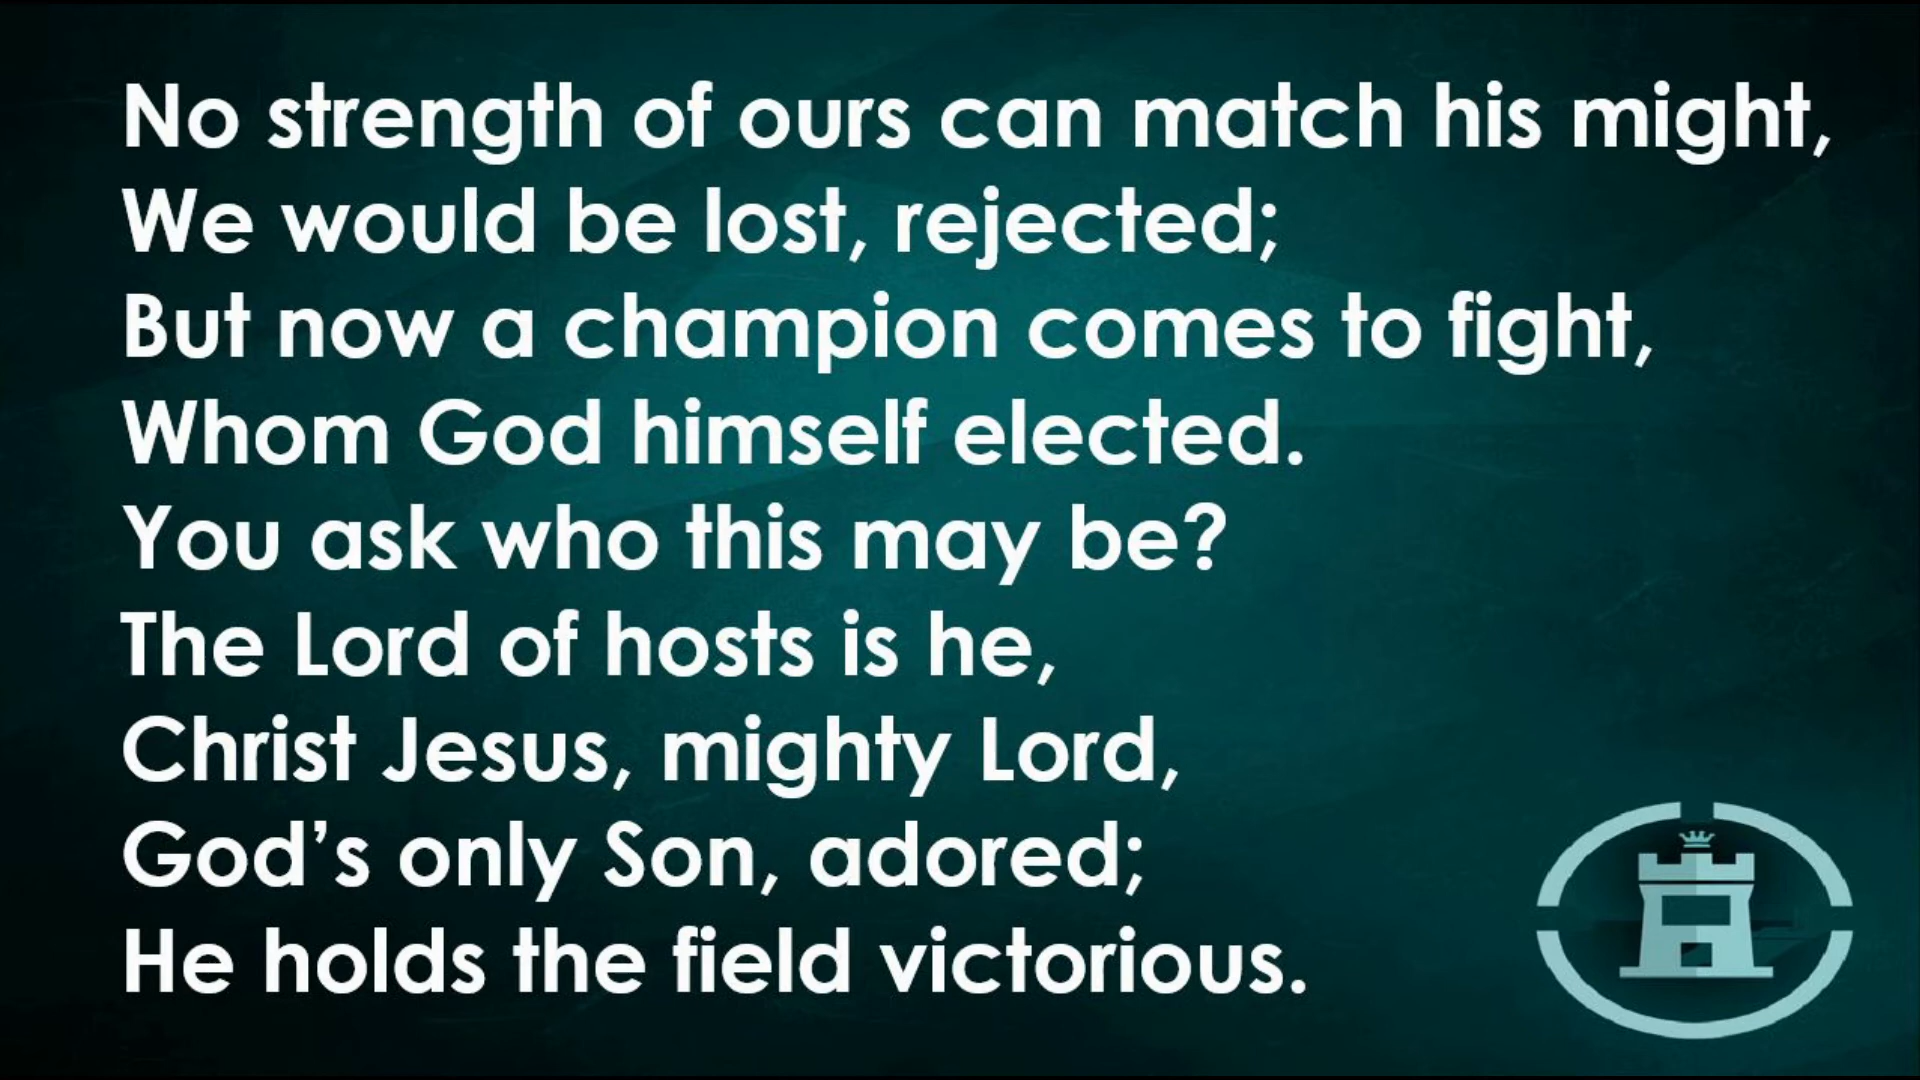 No strength of ours can match his might,
We would be lost, rejected;
But now a champion comes to fight,
Whom God himself elected.
You ask who this may be?
The Lord of hosts is he,
Christ Jesus, mighty Lord,
God’s only Son, adored;
He holds the field victorious.